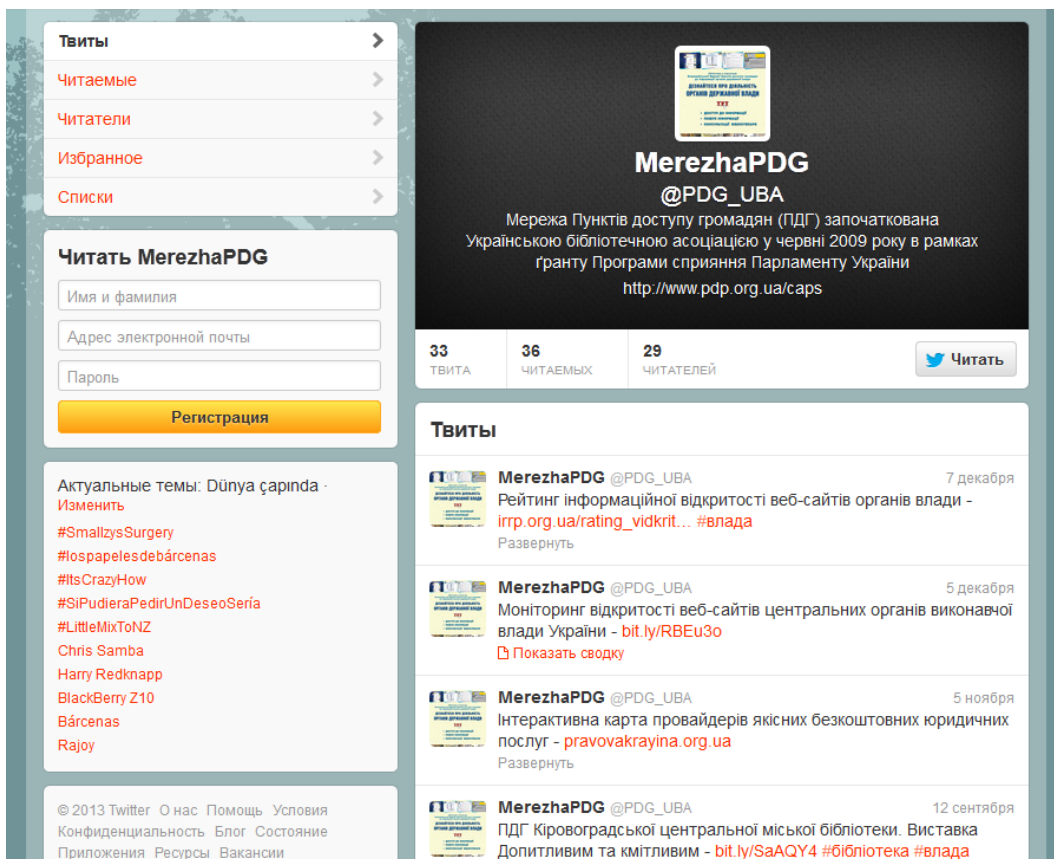 Твиты
Читаемые
Читатели
Избранное
Списки
Читать MerezhaPDG
Имя и фамилия
Адрес электронной почты
Пароль
Регистрация
Актуальные темы: Dünya çapında ·
Изменить
#SmallzysSurgery
#lospapelesdebárcenas
#ItsCrazyHow
#SiPudieraPedirUnDeseoSería
#LittleMixToNZ
Chris Samba
Harry Redknapp
BlackBerry Z10
Bárcenas
Rajoy
© 2013 Twitter О нас Помощь Условия
Конфиденциальность Блог Состояние
Приложения Ресурсы Вакансии
ДІЗНАЙТЕСЯ ПРО ДІЯЛЬНІСТЬ
ОРГАНІВ ДЕРЖАВНОЇ ВЛАДИ
ТУТ
MerezhaPDG
@PDG_UBA
Мережа Пунктів доступу громадян (ПДГ) започаткована
Українською бібліотечною асоціацією у червні 2009 року в рамках
ґранту Програми сприяння Парламенту України
http://www.pdp.org.ua/caps
33
ТВИТА
36
ЧИТАЕМЫХ
29
ЧИТАТЕЛЕЙ
Читать
Твиты
MerezhaPDG @PDG_UBA 7 декабря
Рейтинг інформаційної відкритості веб-сайтів органів влади -
irrp.org.ua/rating_vidkrit... #влада
Развернуть
MerezhaPDG @PDG_UBA 5 декабря
Моніторинг відкритості веб-сайтів центральних органів виконавчої
влади України - bit.ly/RBEu3o
Показать сводку
MerezhaPDG @PDG_UBA 5 ноября
Інтерактивна карта провайдерів якісних безкоштовних юридичних
послуг - pravovakrayina.org.ua
Развернуть
MerezhaPDG @PDG_UBA 12 сентября
ПДГ Кіровоградської центральної міської бібліотеки. Виставка
Допитливим та кмітливим - bit.ly/SaAQY4 #бібліотека #влада